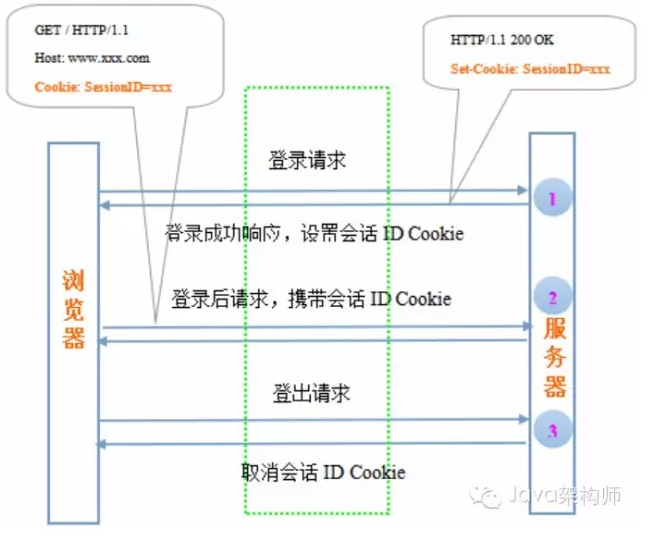 GET / HTTP/1.1
Host: www.xxx.com
Cookie: SessionID=xxx
HTTP/1.1 200 OK
Set-Cookie: SessionID=xxx
登录请求
1
登录成功响应，设置会话 ID Cookie
浏览器
登录后请求，携带会话 ID Cookie
2
服务器
登出请求
3
取消会话 ID Cookie
Java架构师